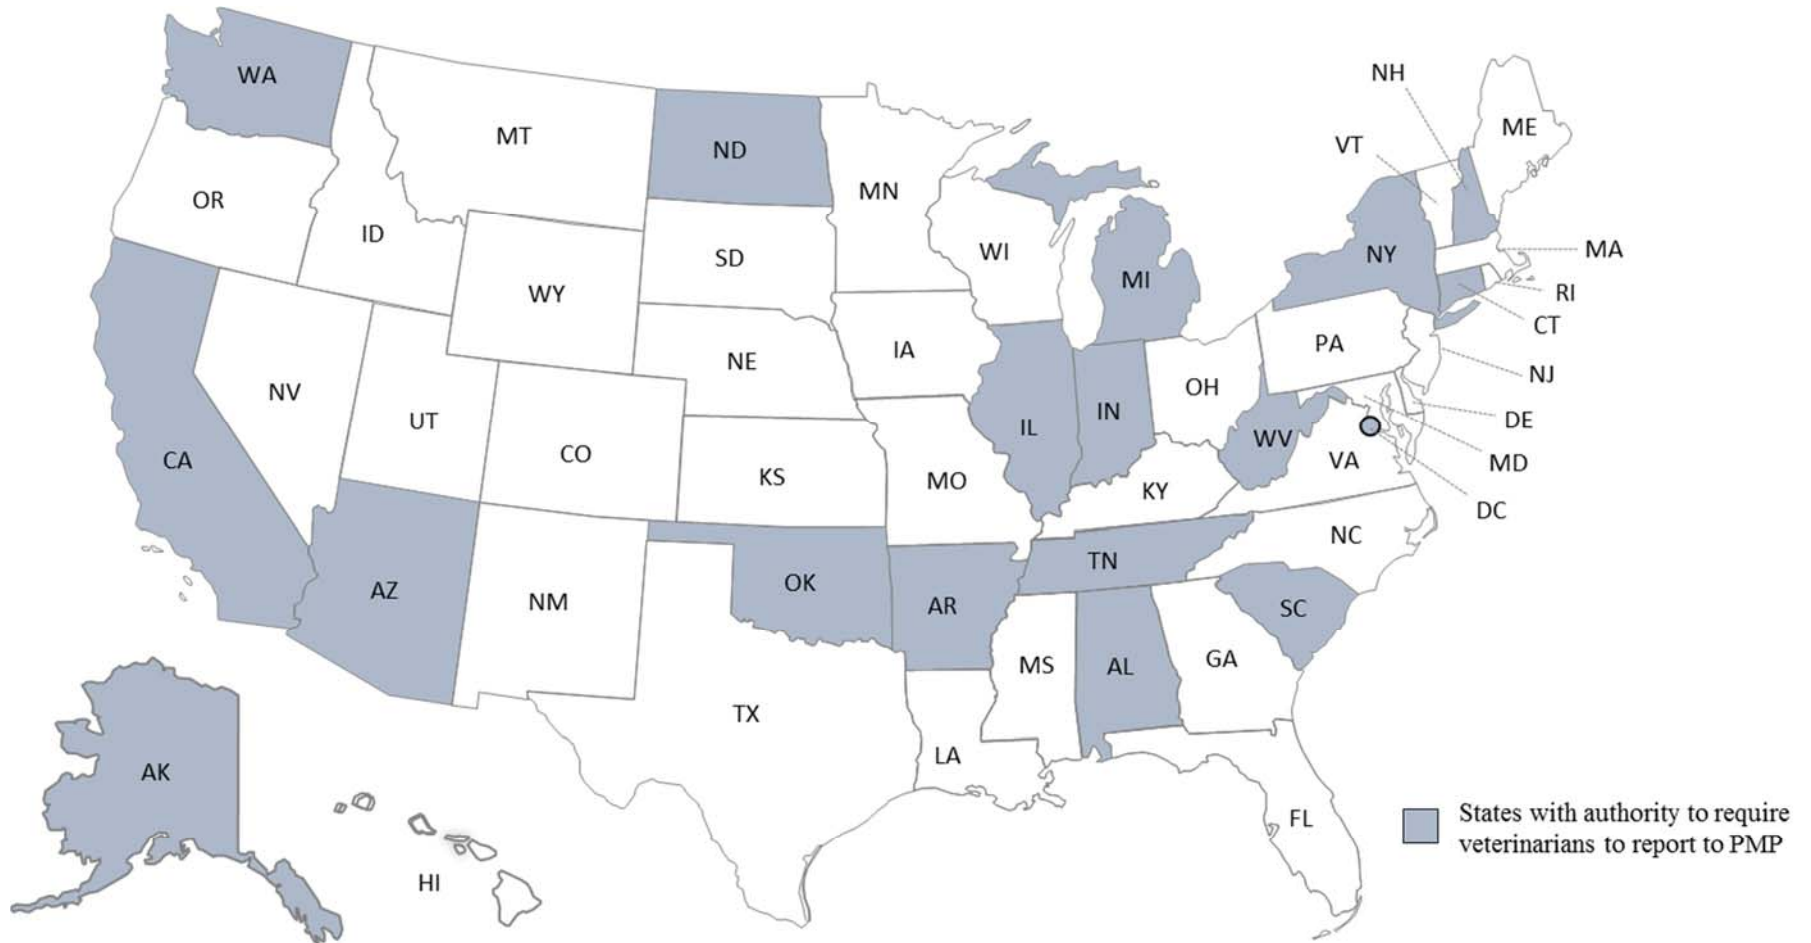 WA
MT
ND
MN
OR
ID
SD
WI
WY
MI
NH
VT
ME
NY
MA
RI
CT
NJ
DE
MD
DC
NV
UT
NE
IA
PA
OH
IL
IN
WV
VA
CA
CO
KS
MO
KY
NC
AZ
NM
OK
AR
TN
SC
MS
AL
GA
TX
LA
AK
HI
FL
States with authority to require
veterinarians to report to PMP